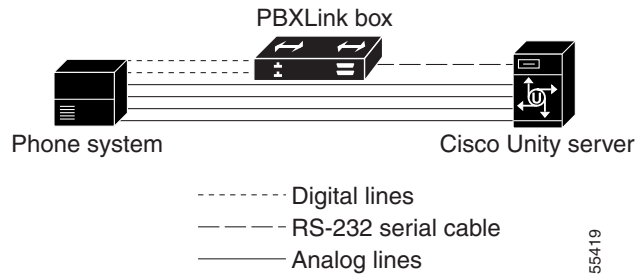 PBXLink box
Phone system
Cisco Unity server
Digital lines
RS-232 serial cable
Analog lines
55419
U